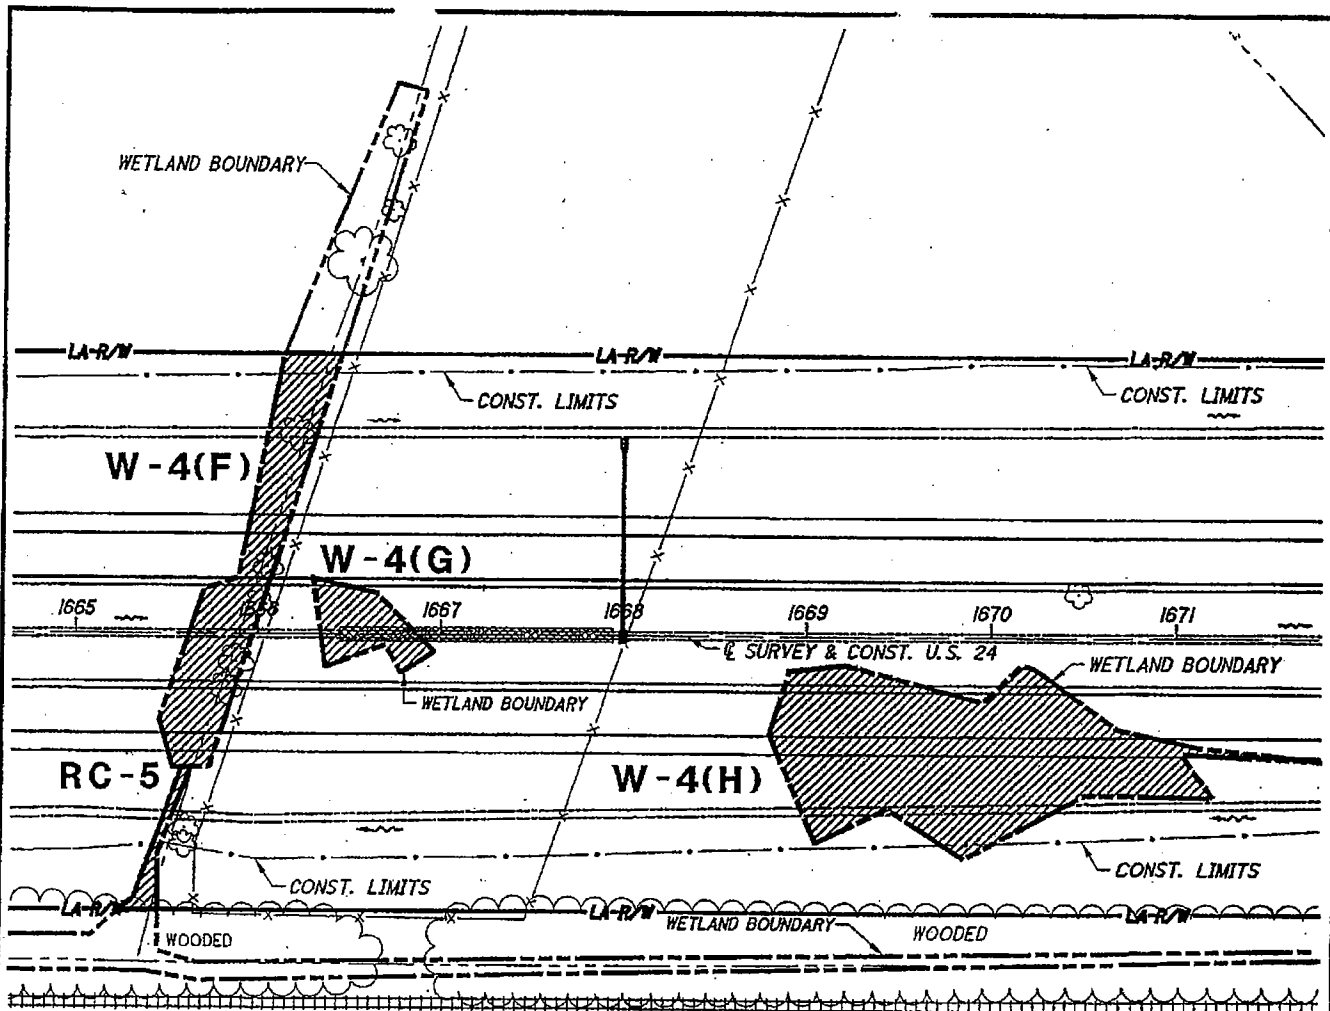 WETLAND BOUNDARY
LA-R/W LA-R/W LA-R/W
CONST. LIMITS
CONST. LIMITS
W-4(F)
W-4(G)
1665 1667 1668 1669 1670 1671
℄ SURVEY & CONST. U.S. 24
WETLAND BOUNDARY
WETLAND BOUNDARY
RC-5
W-4(H)
CONST. LIMITS
CONST. LIMITS
LA-R/W LA-R/W LA-R/W
WETLAND BOUNDARY
WOODED
WOODED